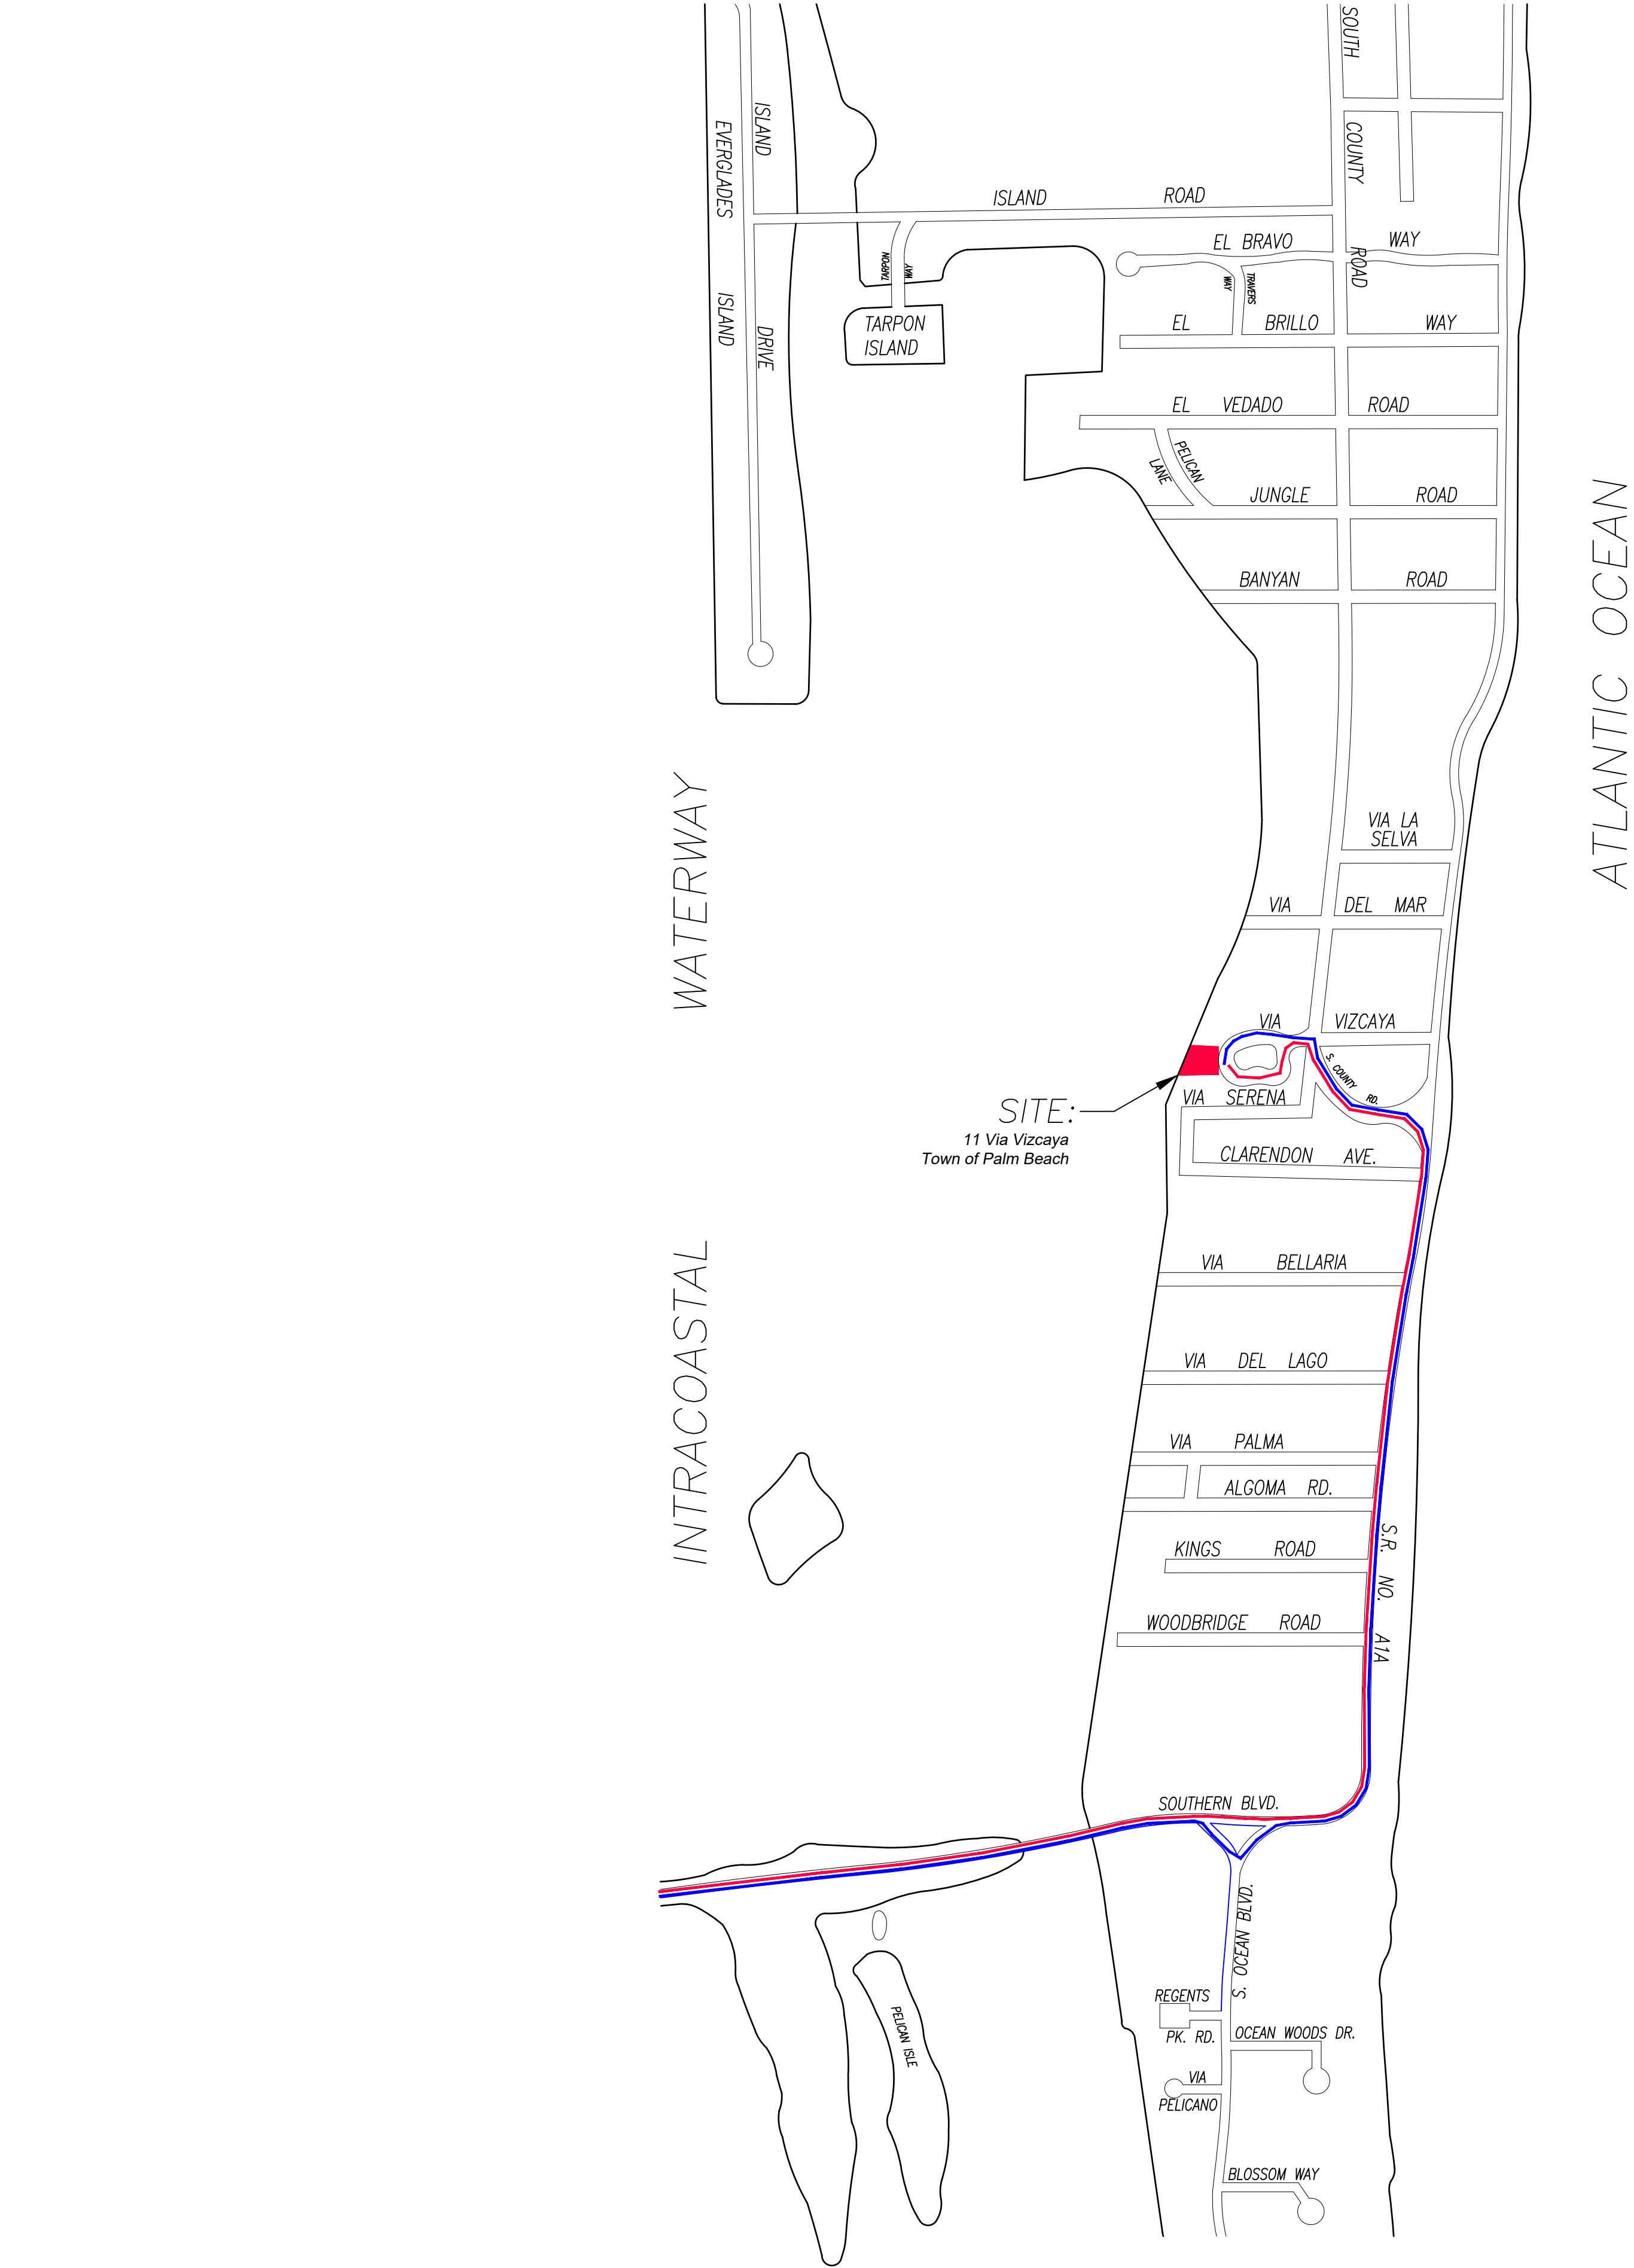 SOUTH
COUNTY
ROAD
ISLAND
DRIVE
EVERGLADES
ISLAND
ISLAND ROAD
EL BRAVO WAY
TARPON
WAY
TRAVERS
WAY
TARPON
ISLAND
EL BRILLO WAY
EL VEDADO ROAD
PELICAN
LANE
JUNGLE ROAD
BANYAN ROAD
ATLANTIC OCEAN
INTRACOASTAL WATERWAY
VIA LA
SELVA
VIA DEL MAR
VIA VIZCAYA
S. COUNTY RD.
VIA SERENA
SITE:
11 Via Vizcaya
Town of Palm Beach
CLARENDON AVE.
VIA BELLARIA
VIA DEL LAGO
VIA PALMA
ALGOMA RD.
KINGS ROAD
S.R. NO. A1A
WOODBRIDGE ROAD
SOUTHERN BLVD.
S. OCEAN BLVD.
PELICAN ISLE
REGENTS
PK. RD.
OCEAN WOODS DR.
VIA
PELICANO
BLOSSOM WAY